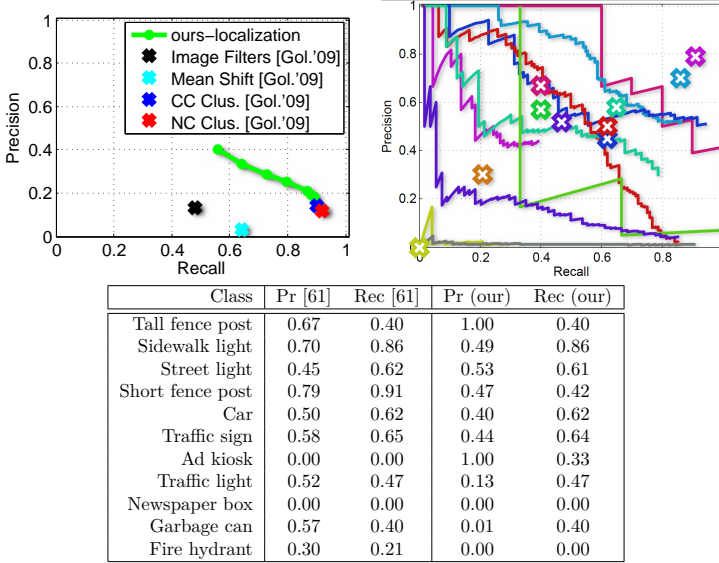 ours-localization
Image Filters [Gol.'09]
Mean Shift [Gol.'09]
CC Clus. [Gol.'09]
NC Clus. [Gol.'09]
Precision
1
0.8
0.6
0.4
0.2
0
0 0.2 0.4 0.6 0.8 1
Recall
Precision
1
0.8
0.6
0.4
0.2
0 0.2 0.4 0.6 0.8
Recall
Class Pr [61] Rec [61] Pr (our) Rec (our)
Tall fence post 0.67 0.40 1.00 0.40
Sidewalk light 0.70 0.86 0.49 0.86
Street light 0.45 0.62 0.53 0.61
Short fence post 0.79 0.91 0.47 0.42
Car 0.50 0.62 0.40 0.62
Traffic sign 0.58 0.65 0.44 0.64
Ad kiosk 0.00 0.00 1.00 0.33
Traffic light 0.52 0.47 0.13 0.47
Newspaper box 0.00 0.00 0.00 0.00
Garbage can 0.57 0.40 0.01 0.40
Fire hydrant 0.30 0.21 0.00 0.00